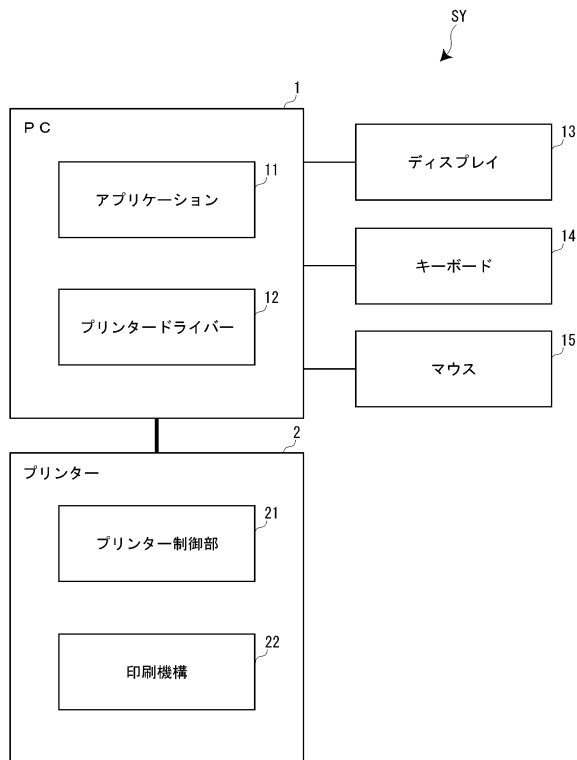 SY
1
ＰＣ
11
アプリケーション
12
プリンタードライバー
13
ディスプレイ
14
キーボード
15
マウス
2
プリンター
21
プリンター制御部
22
印刷機構